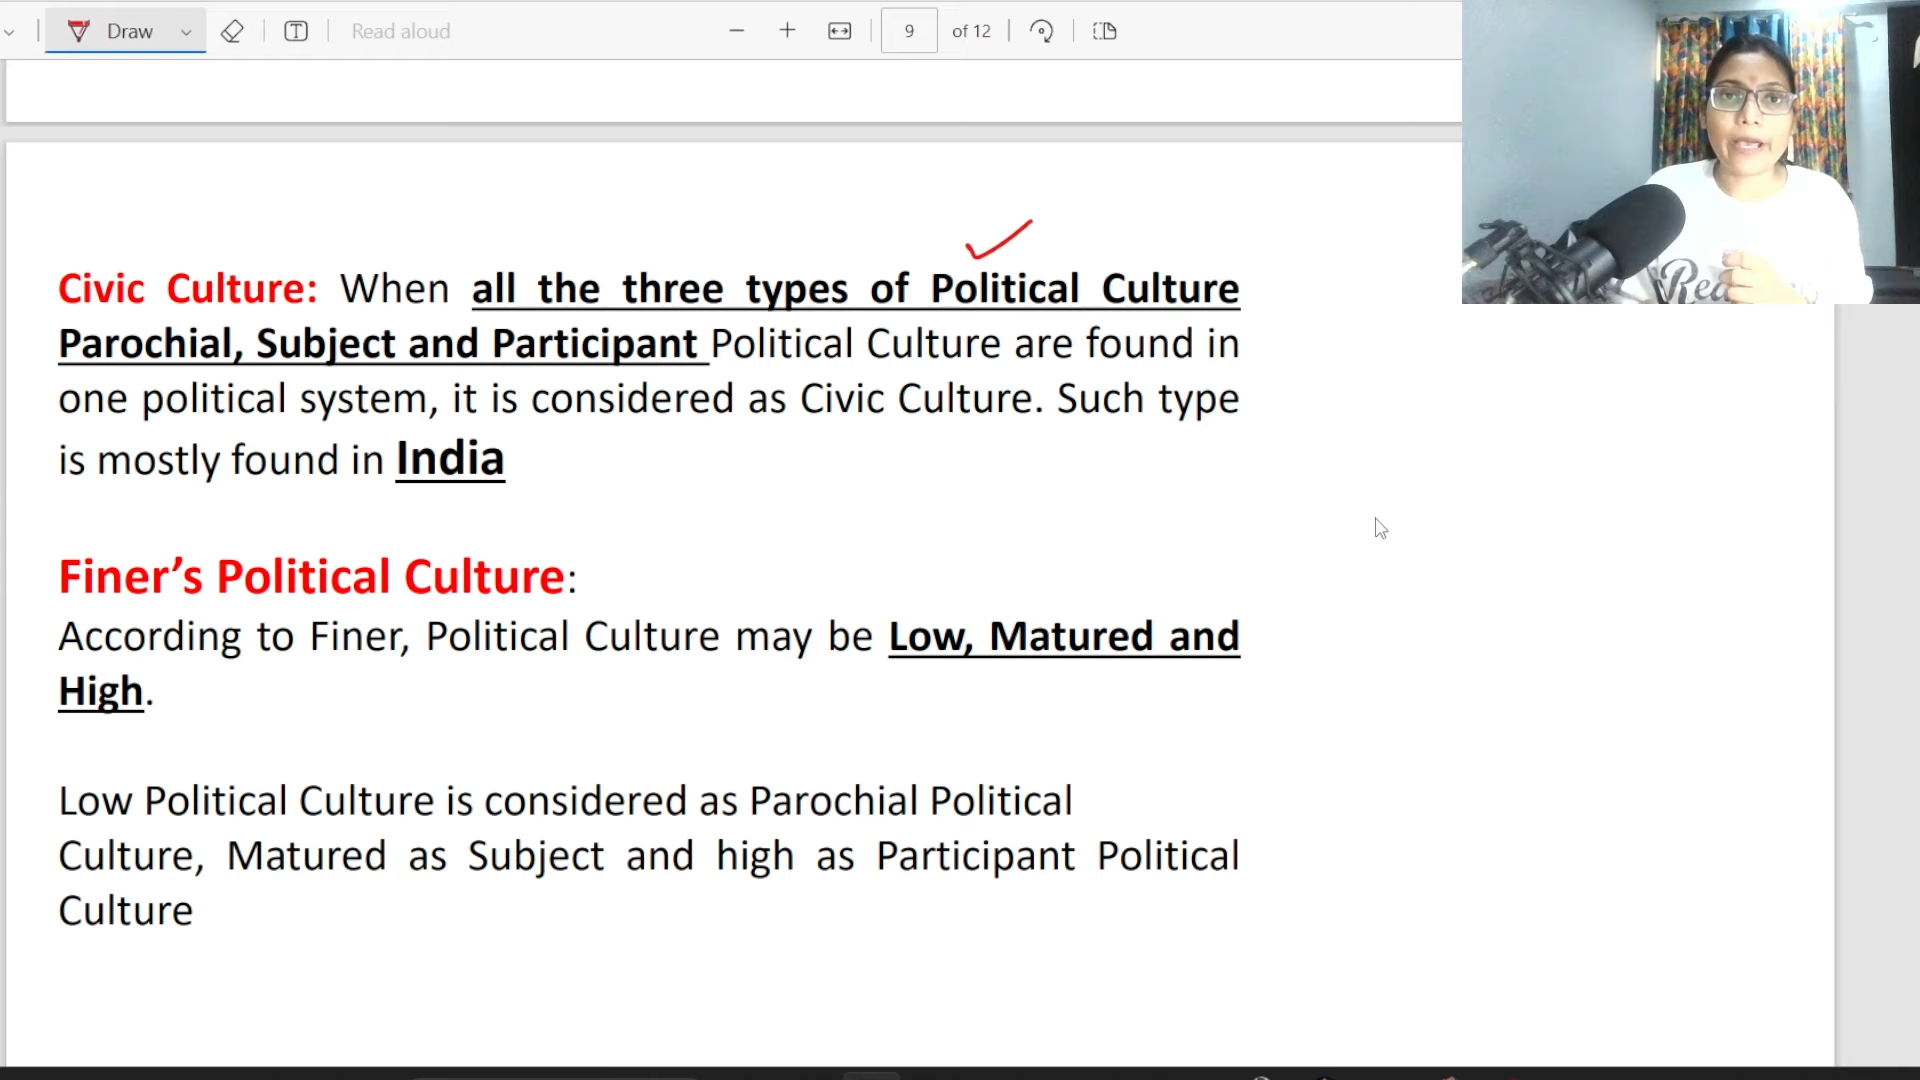 Draw
Read aloud
9 of 12
Civic Culture: When all the three types of Political Culture
Parochial, Subject and Participant Political Culture are found in
one political system, it is considered as Civic Culture. Such type
is mostly found in India
Finer’s Political Culture:
According to Finer, Political Culture may be Low, Matured and
High.
Low Political Culture is considered as Parochial Political
Culture, Matured as Subject and high as Participant Political
Culture